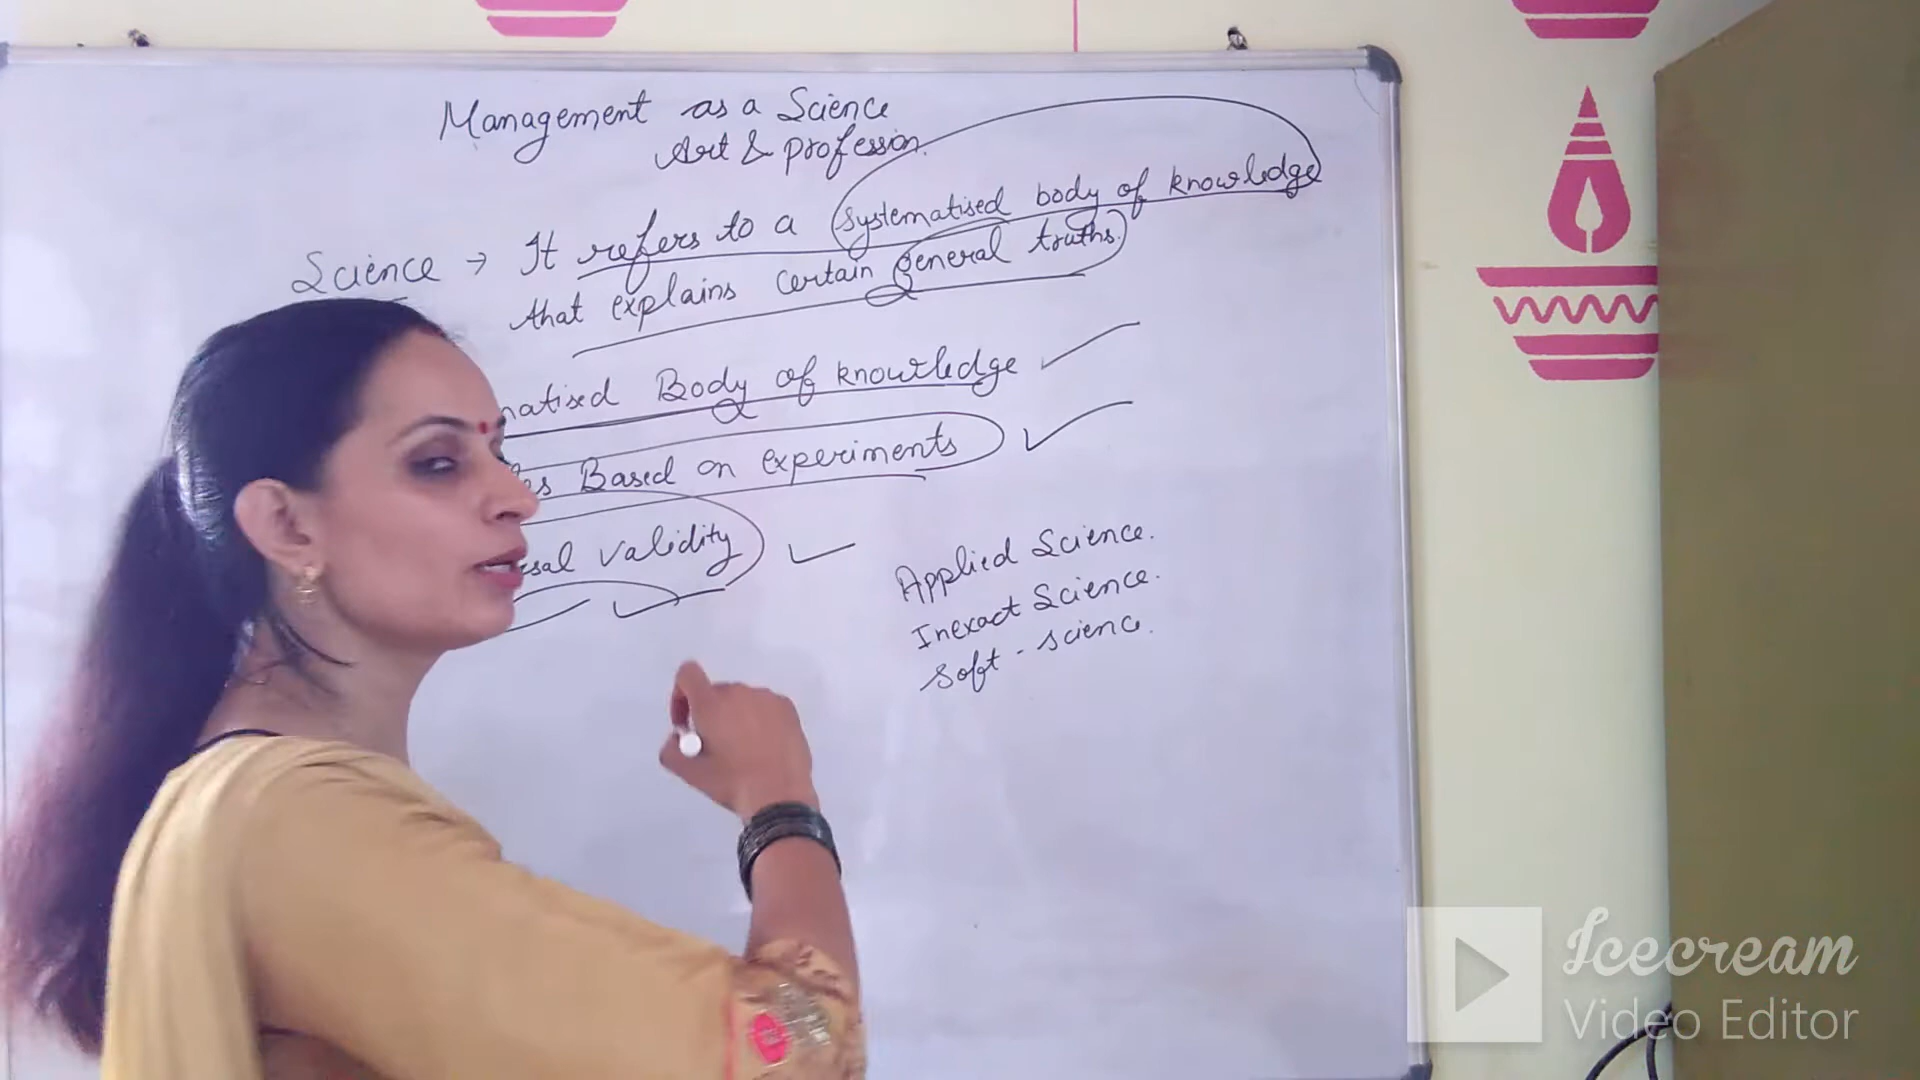 Management as a Science
Art & profession.
Science → It refers to a systematised body of knowledge
that explains certain general truths.
Body of knowledge
Based on experiments
validity
Applied Science.
Inexact Science.
Soft - science.
Icecream
Video Editor